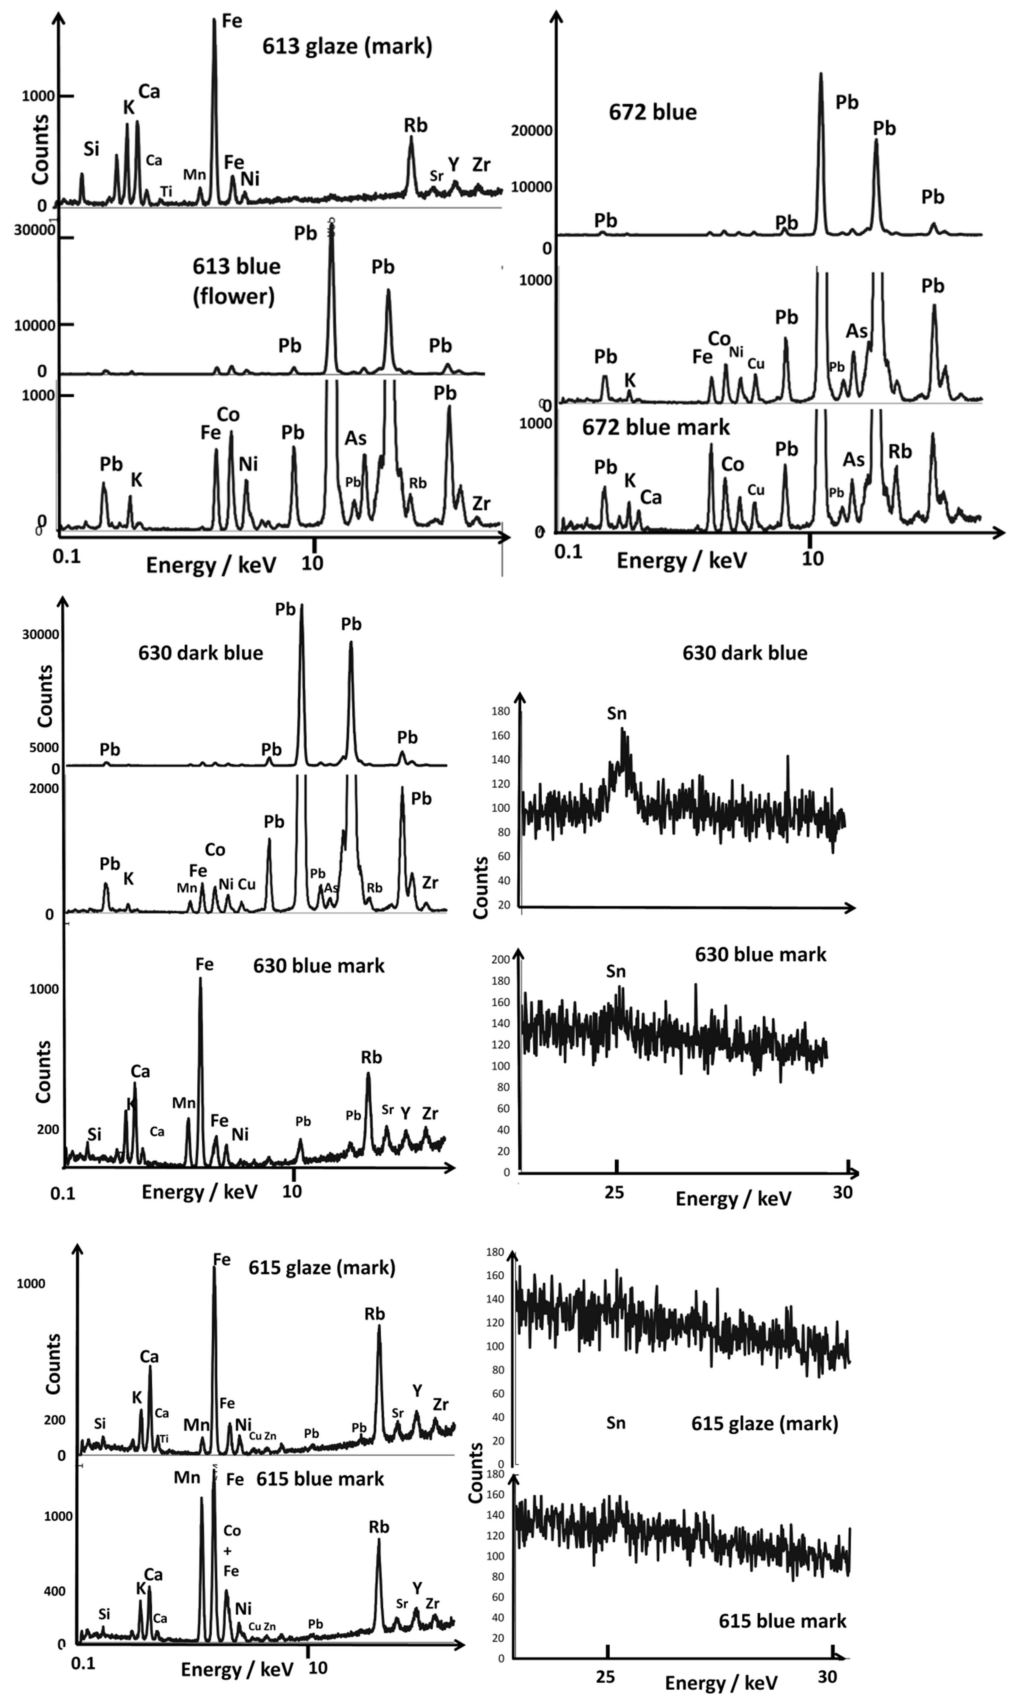 Fe
613 glaze (mark)
1000
Ca
K
Counts
Si
Ca
Ti
Mn
Fe
Ni
Rb
Sr
Y
Zr
0
30000
Pb
613 blue
(flower)
Pb
10000
Pb
Pb
0
1000
Pb
Co
Fe
Ni
Pb
As
Pb
K
Pb
Rb
Zr
0
0.1
10
Energy / keV
672 blue
Pb
Pb
20000
10000
Pb
Pb
Pb
0
1000
Pb
Pb
As
Co
Fe
Ni
Cu
Pb
K
Pb
0
1000
672 blue mark
Pb
As
Rb
Pb
K
Co
Ca
Cu
Pb
0
0.1
10
Energy / keV
Pb
Pb
30000
630 dark blue
Counts
5000
Pb
Pb
Pb
0
2000
Pb
Pb
Co
Pb
K
Fe
Mn
Ni
Cu
Pb
As
Rb
Zr
0
630 blue mark
Fe
1000
Counts
Ca
K
Mn
Rb
200
Si
Ca
Fe
Ni
Pb
Pb
Sr
Y
Zr
0
0.1
10
Energy / keV
630 dark blue
180
Sn
160
140
120
100
80
60
40
20
Counts
630 blue mark
200
Sn
180
160
140
120
100
80
60
40
20
0
25
30
Energy / keV
Fe
615 glaze (mark)
1000
Rb
Counts
Ca
K
Ca
Fe
Y
Zr
200
Si
Ti
Mn
Ni
Cu Zn
Pb
Pb
Sr
0
Mn
Fe
615 blue mark
1000
Co
+
Fe
Rb
Ca
K
400
Si
Ca
Ni
Cu Zn
Pb
Sr
Y
Zr
0
0.1
10
Energy / keV
180
160
140
120
100
80
60
40
Sn
615 glaze (mark)
20
0
Counts
180
160
140
120
100
80
60
40
615 blue mark
20
0
25
30
Energy / keV